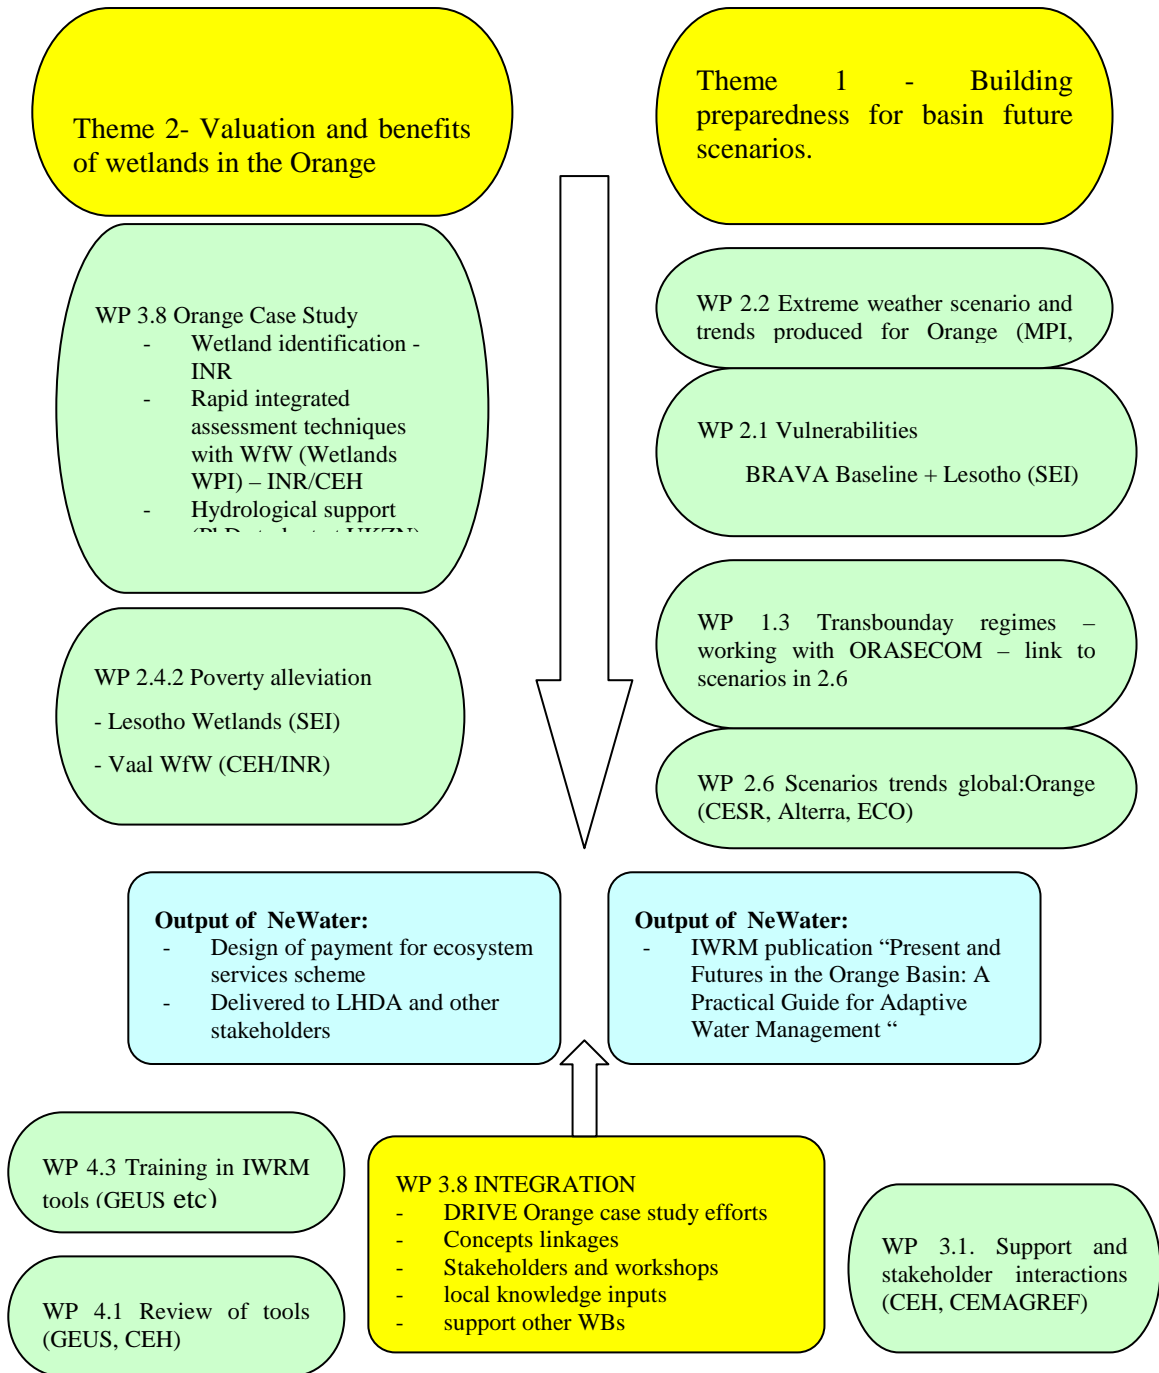 Theme 2- Valuation and benefits
of wetlands in the Orange
Theme 1 - Building
preparedness for basin future
scenarios.
WP 3.8 Orange Case Study
- Wetland identification -
INR
- Rapid integrated
assessment techniques
with WfW (Wetlands
WPI) – INR/CEH
- Hydrological support
WP 2.4.2 Poverty alleviation
- Lesotho Wetlands (SEI)
- Vaal WfW (CEH/INR)
WP 2.2 Extreme weather scenario and
trends produced for Orange (MPI,
WP 2.1 Vulnerabilities
BRAVA Baseline + Lesotho (SEI)
WP 1.3 Transbounday regimes –
working with ORASECOM – link to
scenarios in 2.6
WP 2.6 Scenarios trends global:Orange
(CESR, Alterra, ECO)
Output of NeWater:
- Design of payment for ecosystem
services scheme
- Delivered to LHDA and other
stakeholders
Output of NeWater:
- IWRM publication “Present and
Futures in the Orange Basin: A
Practical Guide for Adaptive
Water Management “
WP 4.3 Training in IWRM
tools (GEUS etc)
WP 4.1 Review of tools
(GEUS, CEH)
WP 3.8 INTEGRATION
- DRIVE Orange case study efforts
- Concepts linkages
- Stakeholders and workshops
- local knowledge inputs
- support other WBs
WP 3.1. Support and
stakeholder interactions
(CEH, CEMAGREF)